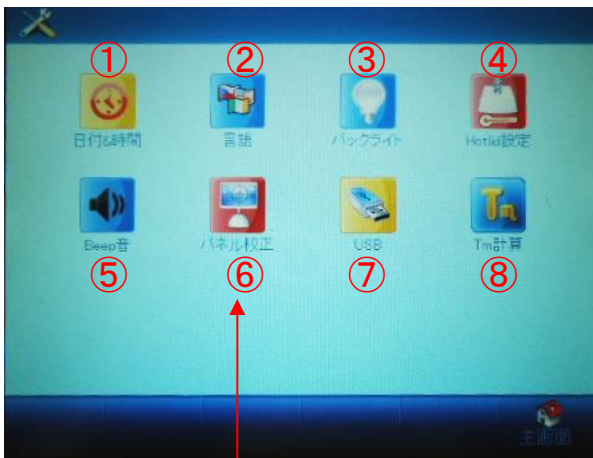 ① ② ③ ④
日付&時間 言語 バックライト Hotlid設定
Beep音 パネル校正 USB Tm計算
⑤ ⑥ ⑦ ⑧
主画面